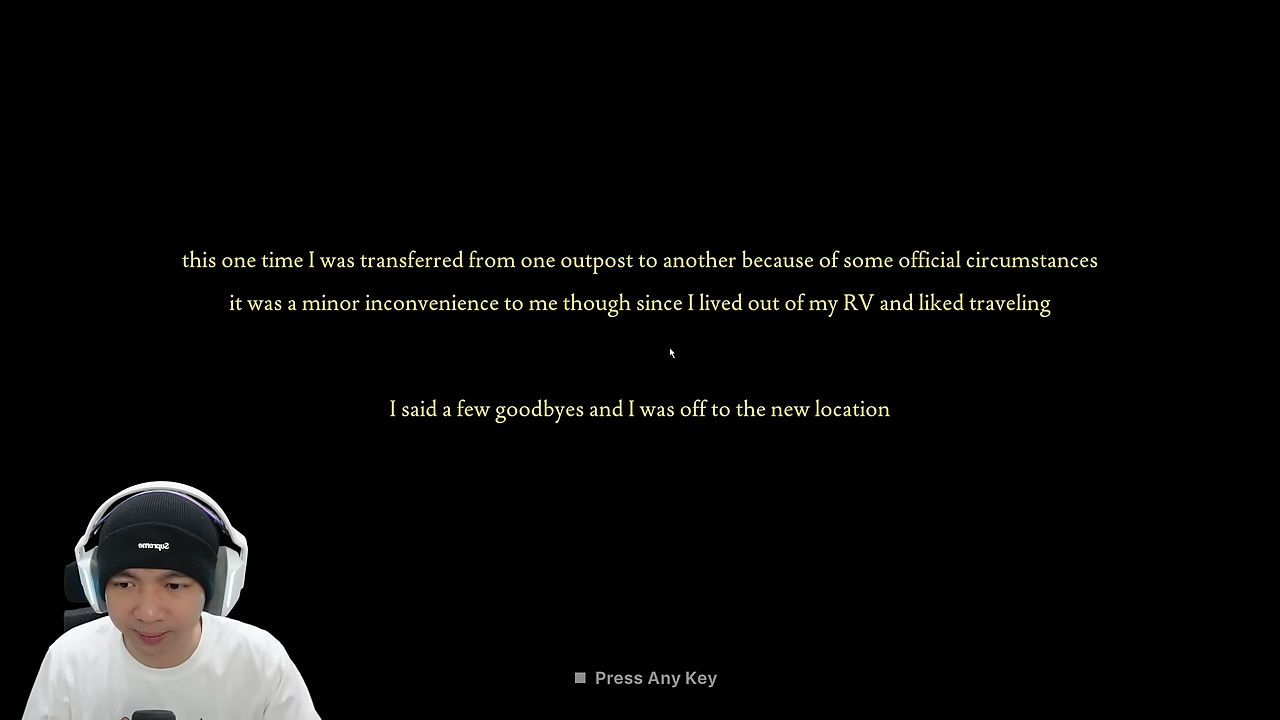 this one time I was transferred from one outpost to another because of some official circumstances
it was a minor inconvenience to me though since I lived out of my RV and liked traveling
I said a few goodbyes and I was off to the new location
Supreme
Press Any Key